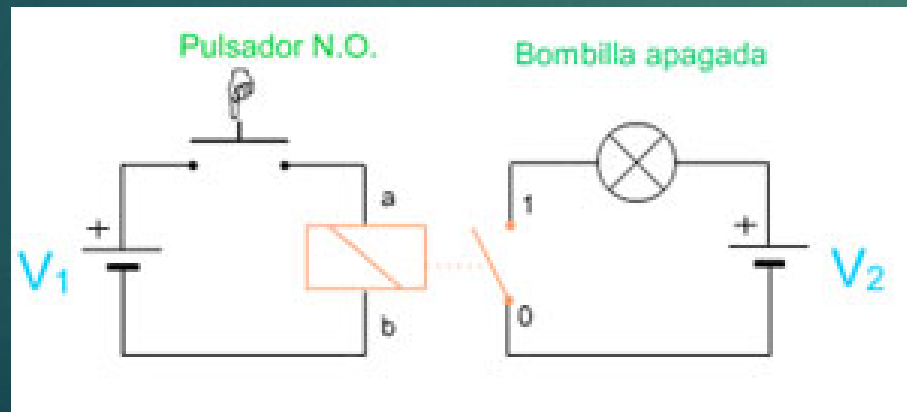 Pulsador N.O.
Bombilla apagada
a
1
+
+
V₁
V₂
b
0